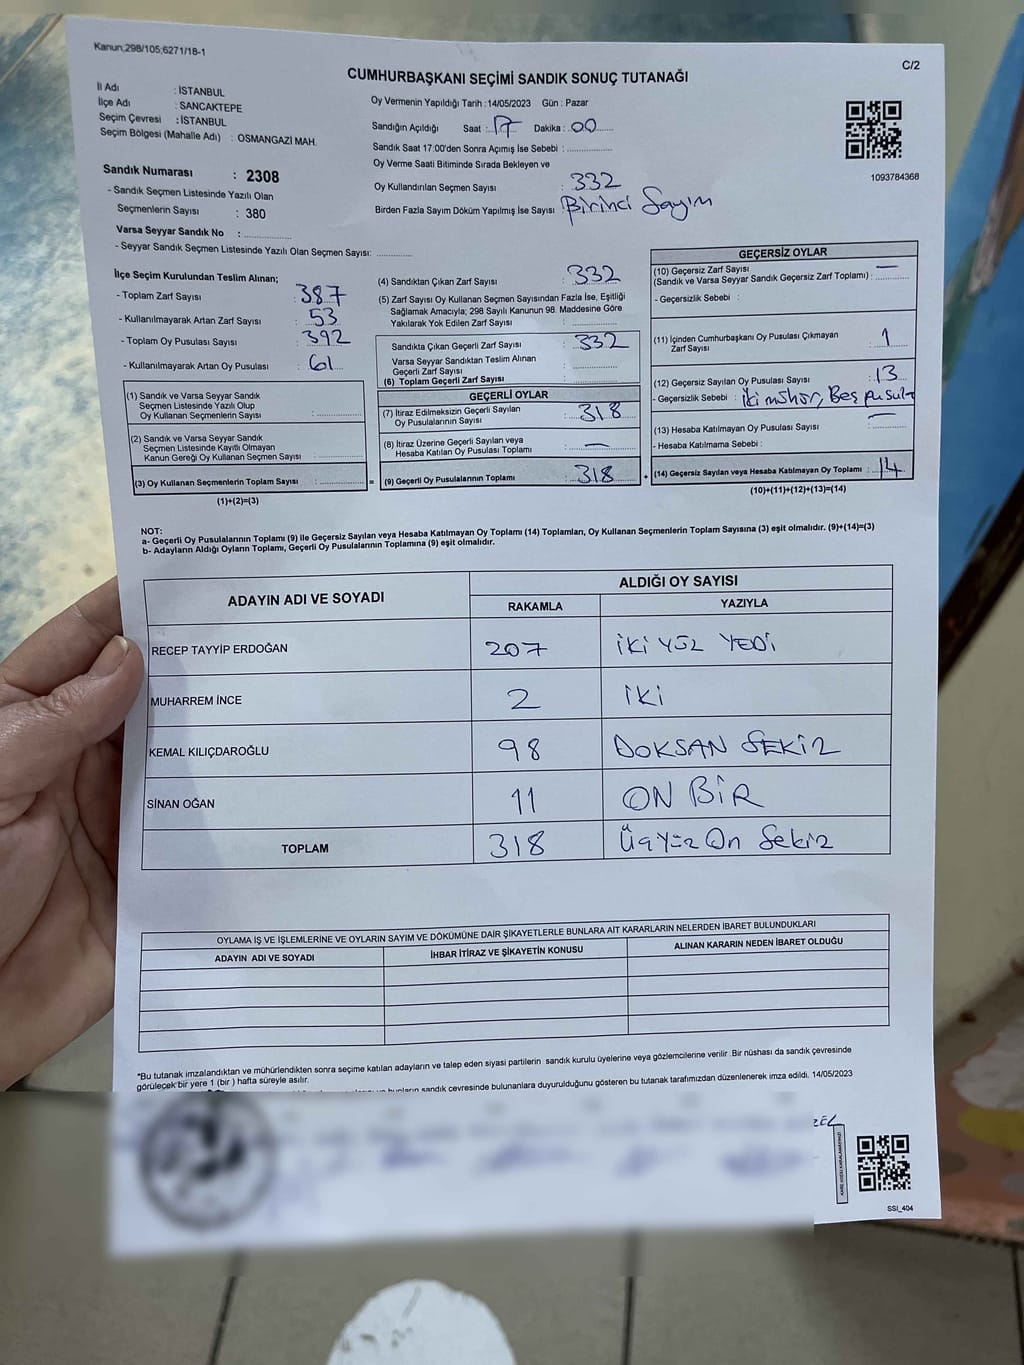 Kanun;298/105;6271/18-1
C/2
CUMHURBAŞKANI SEÇİMİ SANDIK SONUÇ TUTANAĞI
İl Adı : İSTANBUL
İlçe Adı : SANCAKTEPE
Seçim Çevresi : İSTANBUL
Seçim Bölgesi (Mahalle Adı) : OSMANGAZİ MAH.
Oy Vermenin Yapıldığı Tarih : 14/05/2023 Gün : Pazar
Sandığın Açıldığı Saat : 17 Dakika : 00
Sandık Saat 17:00'den Sonra Açımış İse Sebebi :
Oy Verme Saati Bitiminde Sırada Bekleyen ve
Oy Kullandırılan Seçmen Sayısı : 332
Birden Fazla Sayım Döküm Yapılmış İse Sayısı Birinci Sayım
1093784368
Sandık Numarası : 2308
- Sandık Seçmen Listesinde Yazılı Olan
Seçmenlerin Sayısı : 380
Varsa Seyyar Sandık No :
- Seyyar Sandık Seçmen Listesinde Yazılı Olan Seçmen Sayısı:
İlçe Seçim Kurulundan Teslim Alınan;
- Toplam Zarf Sayısı : 387
- Kullanılmayarak Artan Zarf Sayısı : 53
- Toplam Oy Pusulası Sayısı : 392
- Kullanılmayarak Artan Oy Pusulası : 61
(1) Sandık ve Varsa Seyyar Sandık
Seçmen Listesinde Yazılı Olup
Oy Kullanan Seçmenlerin Sayısı :
(2) Sandık ve Varsa Seyyar Sandık
Seçmen Listesinde Kayıtlı Olmayan
Kanun Gereği Oy Kullanan Seçmen Sayısı :
(3) Oy Kullanan Seçmenlerin Toplam Sayısı : =
(1)+(2)=(3)
(4) Sandıktan Çıkan Zarf Sayısı : 332
(5) Zarf Sayısı Oy Kullanan Seçmen Sayısından Fazla İse, Eşitliği
Sağlamak Amacıyla; 298 Sayılı Kanunun 98. Maddesine Göre
Yakılarak Yok Edilen Zarf Sayısı :
Sandıkta Çıkan Geçerli Zarf Sayısı : 332
Varsa Seyyar Sandıktan Teslim Alınan
Geçerli Zarf Sayısı :
(6) Toplam Geçerli Zarf Sayısı :
GEÇERLİ OYLAR
(7) İtiraz Edilmeksizin Geçerli Sayılan
Oy Pusulalarının Sayısı : 318
(8) İtiraz Üzerine Geçerli Sayılan veya
Hesaba Katılan Oy Pusulası Toplamı : —
(9) Geçerli Oy Pusulalarının Toplamı : 318 +
GEÇERSİZ OYLAR
(10) Geçersiz Zarf Sayısı —
(Sandık ve Varsa Seyyar Sandık Geçersiz Zarf Toplamı) :
- Geçersizlik Sebebi :
(11) İçinden Cumhurbaşkanı Oy Pusulası Çıkmayan
Zarf Sayısı : 1
(12) Geçersiz Sayılan Oy Pusulası Sayısı : 13
- Geçersizlik Sebebi : İki mühür, Boş pusula
(13) Hesaba Katılmayan Oy Pusulası Sayısı : —
- Hesaba Katılmama Sebebi :
(14) Geçersiz Sayılan veya Hesaba Katılmayan Oy Toplamı : 14
(10)+(11)+(12)+(13)=(14)
NOT:
a- Geçerli Oy Pusulalarının Toplamı (9) ile Geçersiz Sayılan veya Hesaba Katılmayan Oy Toplamı (14) Toplamları, Oy Kullanan Seçmenlerin Toplam Sayısına (3) eşit olmalıdır. (9)+(14)=(3)
b- Adayların Aldığı Oyların Toplamı, Geçerli Oy Pusulalarının Toplamına (9) eşit olmalıdır.
ADAYIN ADI VE SOYADI ALDIĞI OY SAYISI
RAKAMLA YAZIYLA
RECEP TAYYİP ERDOĞAN 207 İKİ YÜZ YEDİ
MUHARREM İNCE 2 İKİ
KEMAL KILIÇDAROĞLU 98 DOKSAN SEKİZ
SİNAN OĞAN 11 ON BİR
TOPLAM 318 Üçyüz On Sekiz
OYLAMA İŞ VE İŞLEMLERİNE VE OYLARIN SAYIM VE DÖKÜMÜNE DAİR ŞİKAYETLERLE BUNLARA AİT KARARLARIN NELERDEN İBARET BULUNDUKLARI
ADAYIN ADI VE SOYADI İHBAR İTİRAZ VE ŞİKAYETİN KONUSU ALINAN KARARIN NEDEN İBARET OLDUĞU
*Bu tutanak imzalandıktan ve mühürlendikten sonra seçime katılan adayların ve talep eden siyasi partilerin sandık kurulu üyelerine veya gözlemcilerine verilir .Bir nüshası da sandık çevresinde
görülecek bir yere 1 (bir ) hafta süreyle asılır.
sandık çevresinde bulunanlara duyurulduğunu gösteren bu tutanak tarafımızdan düzenlenerek imza edildi. 14/05/2023
SSI_404